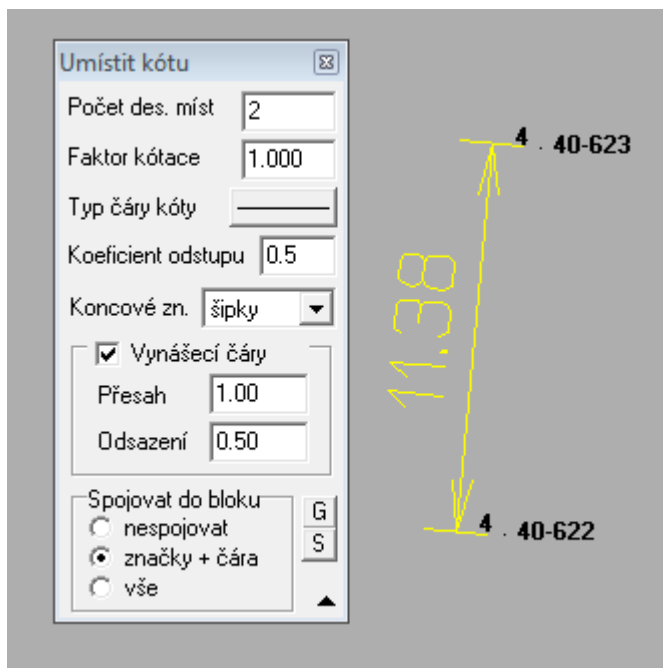 Umístit kótu
Počet des. míst 2
Faktor kótace 1.000
Typ čáry kóty
Koeficient odstupu 0.5
Koncové zn. šipky
Vynášecí čáry
Přesah 1.00
Odsazení 0.50
Spojovat do bloku
nespojovat
značky + čára
vše
G
S
4 . 40-623
11.38
4 . 40-622